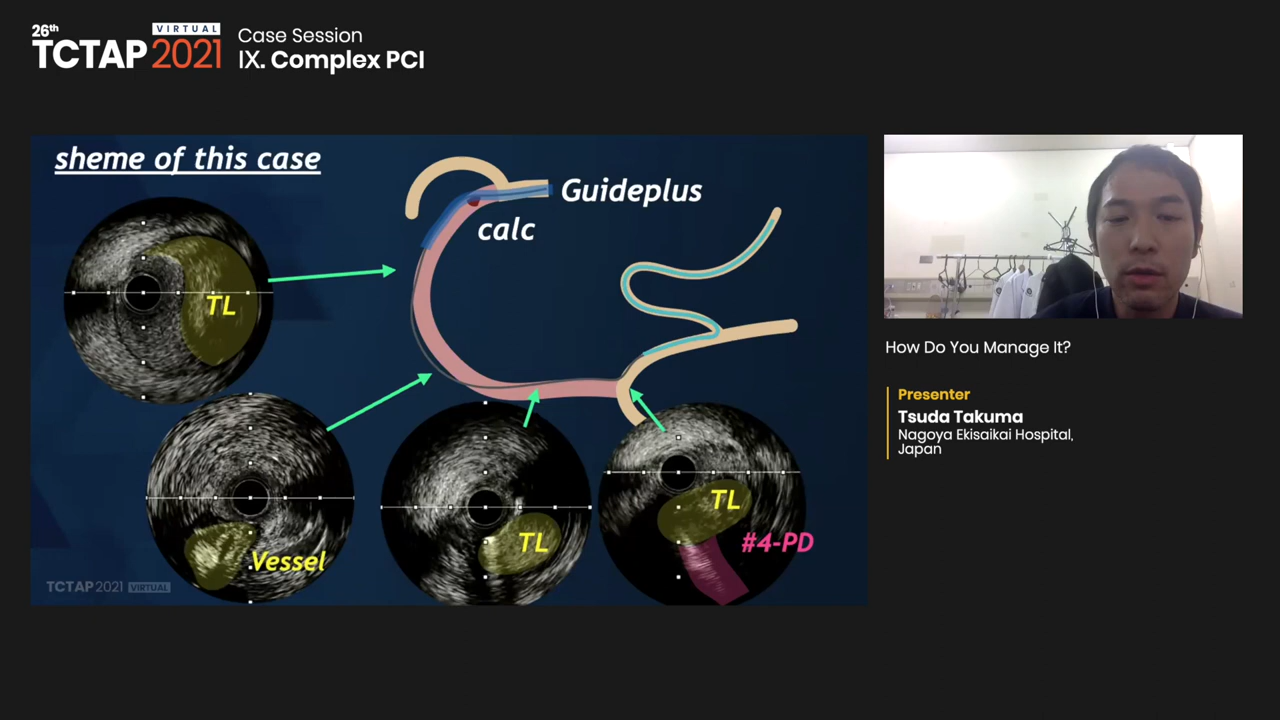 26th
VIRTUAL
TCTAP 2021
Case Session
IX. Complex PCI
sheme of this case
Guideplus
calc
TL
Vessel
TL
TL
#4-PD
TCTAP 2021 VIRTUAL
How Do You Manage It?
Presenter
Tsuda Takuma
Nagoya Ekisaikai Hospital,
Japan